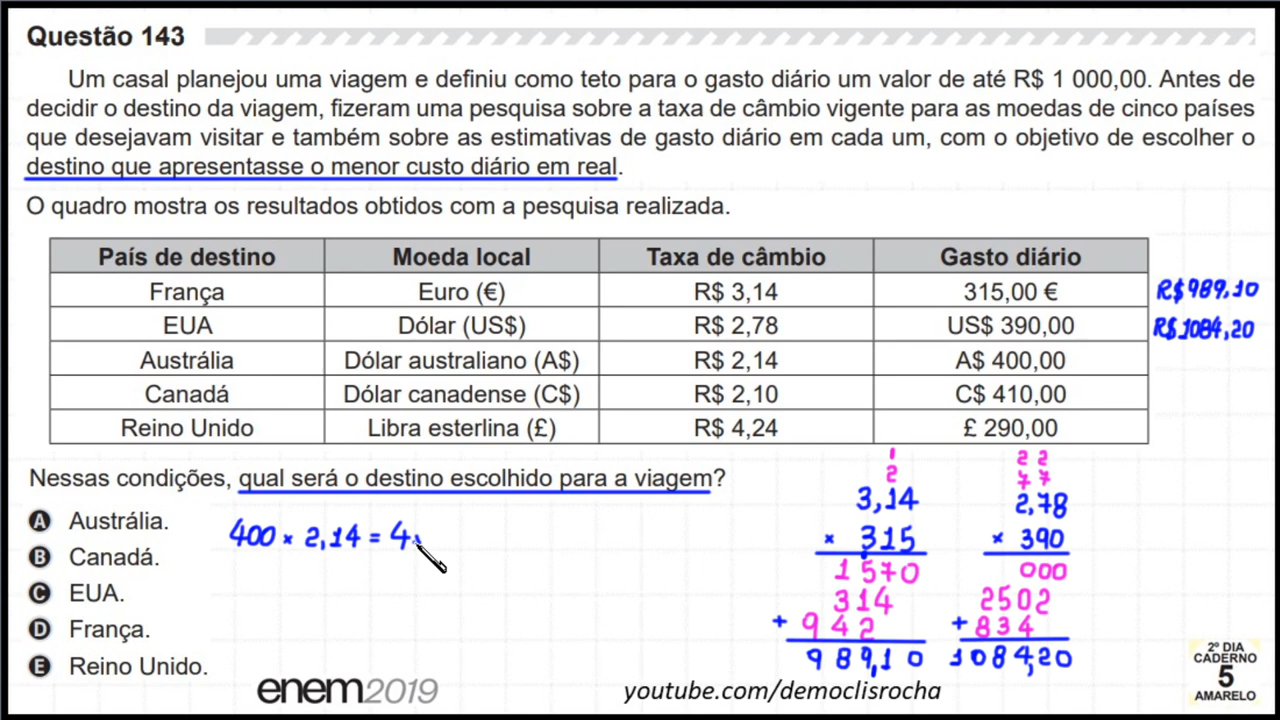 Questão 143
Um casal planejou uma viagem e definiu como teto para o gasto diário um valor de até R$ 1 000,00. Antes de
decidir o destino da viagem, fizeram uma pesquisa sobre a taxa de câmbio vigente para as moedas de cinco países
que desejavam visitar e também sobre as estimativas de gasto diário em cada um, com o objetivo de escolher o
destino que apresentasse o menor custo diário em real.
O quadro mostra os resultados obtidos com a pesquisa realizada.
País de destino Moeda local Taxa de câmbio Gasto diário
França Euro (€) R$ 3,14 315,00 € R$989,10
EUA Dólar (US$) R$ 2,78 US$ 390,00 R$1084,20
Austrália Dólar australiano (A$) R$ 2,14 A$ 400,00
Canadá Dólar canadense (C$) R$ 2,10 C$ 410,00
Reino Unido Libra esterlina (£) R$ 4,24 £ 290,00
Nessas condições, qual será o destino escolhido para a viagem?
A Austrália.
B Canadá.
C EUA.
D França.
E Reino Unido.
400 × 2,14 = 4
1
2
3,14
× 315
1570
314
+ 942
989,10
2 2
7 7
2,78
× 390
000
2502
+ 834
1084,20
enem2019
youtube.com/democlisrocha
2º DIA
CADERNO
5
AMARELO